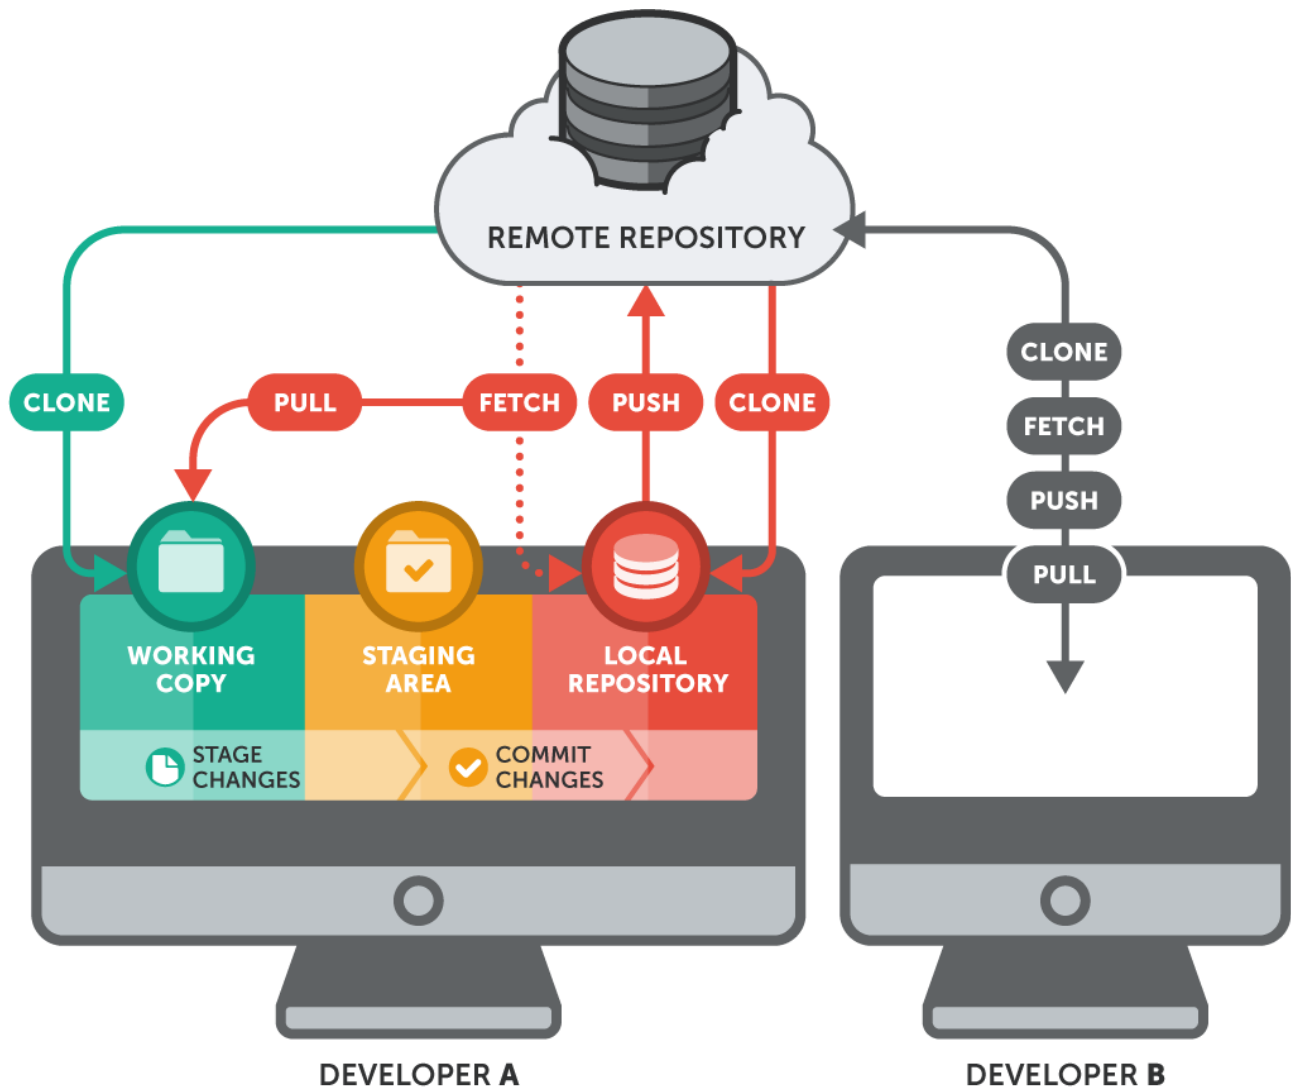 REMOTE REPOSITORY
CLONE
PULL
FETCH
PUSH
CLONE
CLONE
FETCH
PUSH
PULL
WORKING
COPY
STAGING
AREA
LOCAL
REPOSITORY
STAGE
CHANGES
COMMIT
CHANGES
DEVELOPER A
DEVELOPER B